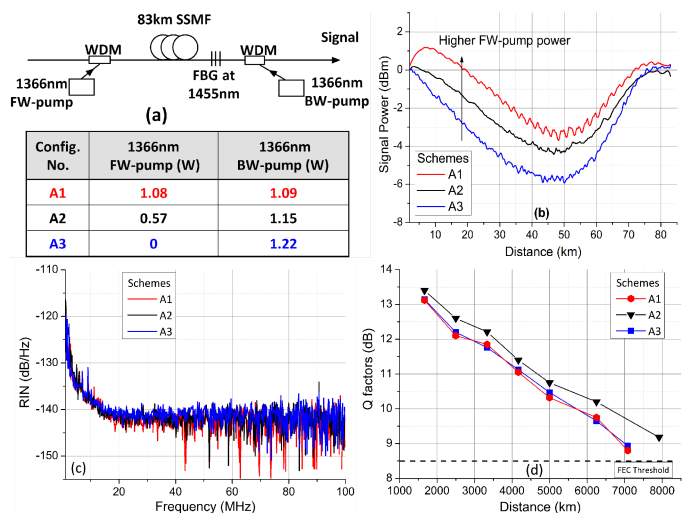 83km SSMF
WDM
WDM
Signal
FBG at
1455nm
1366nm
FW-pump
1366nm
BW-pump
(a)
Config. No. 1366nm FW-pump (W) 1366nm BW-pump (W)
A1 1.08 1.09
A2 0.57 1.15
A3 0 1.22
Signal Power (dBm)
2
0
-2
-4
-6
-8
Higher FW-pump power
Schemes
A1
A2
A3
(b)
10 20 30 40 50 60 70 80
Distance (km)
RIN (dB/Hz)
-110
-120
-130
-140
-150
Schemes
A1
A2
A3
(c)
20 40 60 80 100
Frequency (MHz)
Q factors (dB)
14
13
12
11
10
9
8
Schemes
A1
A2
A3
(d)
FEC Threshold
1000 2000 3000 4000 5000 6000 7000 8000 9000
Distance (km)